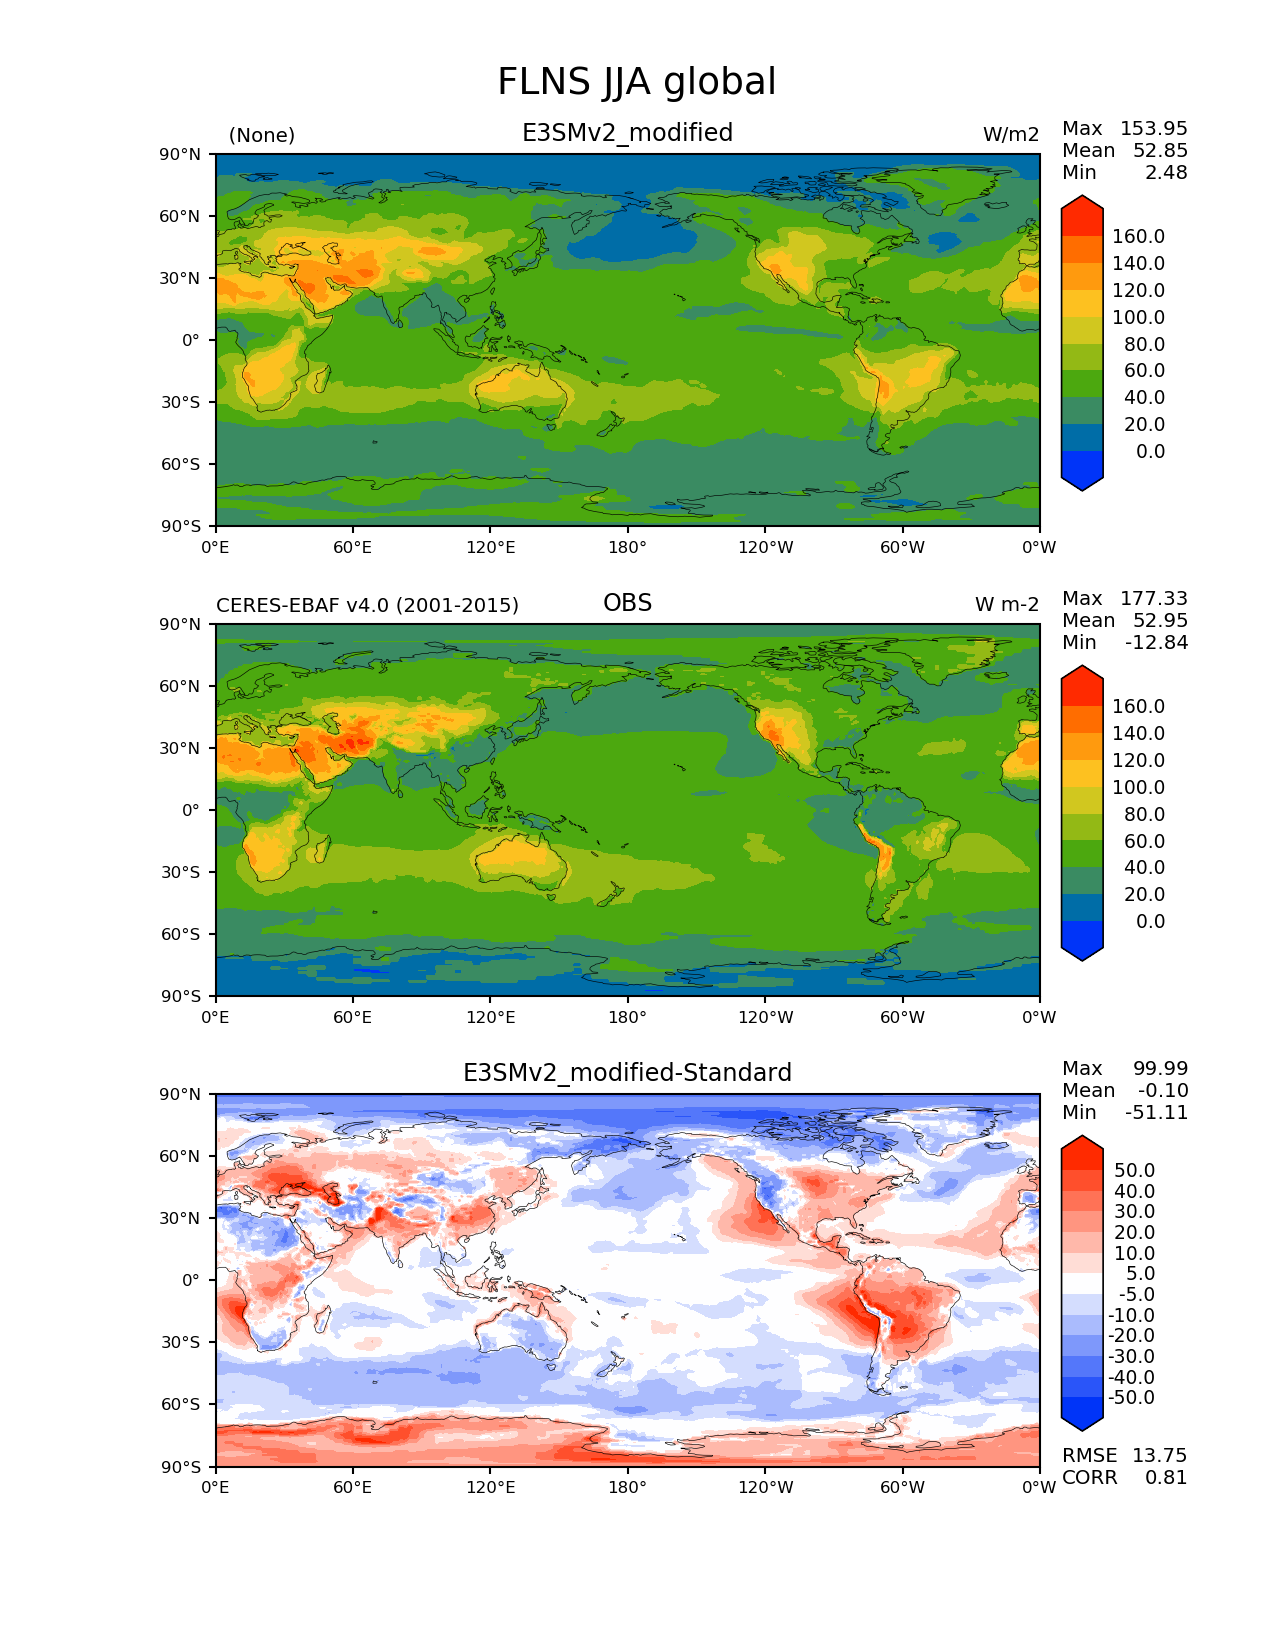 FLNS JJA global
(None) E3SMv2_modified W/m2
Max 153.95
Mean 52.85
Min 2.48
90°N
60°N
30°N
0°
30°S
60°S
90°S
0°E 60°E 120°E 180° 120°W 60°W 0°W
160.0
140.0
120.0
100.0
80.0
60.0
40.0
20.0
0.0
CERES-EBAF v4.0 (2001-2015) OBS W m-2
Max 177.33
Mean 52.95
Min -12.84
90°N
60°N
30°N
0°
30°S
60°S
90°S
0°E 60°E 120°E 180° 120°W 60°W 0°W
160.0
140.0
120.0
100.0
80.0
60.0
40.0
20.0
0.0
E3SMv2_modified-Standard
Max 99.99
Mean -0.10
Min -51.11
90°N
60°N
30°N
0°
30°S
60°S
90°S
0°E 60°E 120°E 180° 120°W 60°W 0°W
50.0
40.0
30.0
20.0
10.0
5.0
-5.0
-10.0
-20.0
-30.0
-40.0
-50.0
RMSE 13.75
CORR 0.81